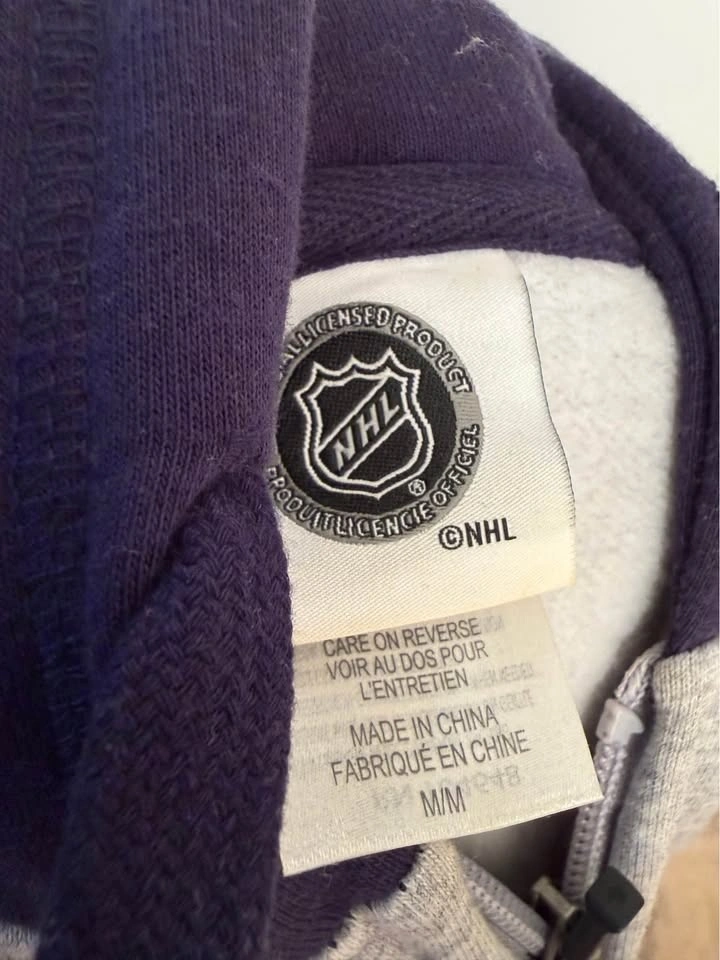 LICENSED PRODUCT
NHL
PRODUIT LICENCIE OFFICIEL
©NHL
CARE ON REVERSE
VOIR AU DOS POUR
L'ENTRETIEN
MADE IN CHINA
FABRIQUÉ EN CHINE
M/M